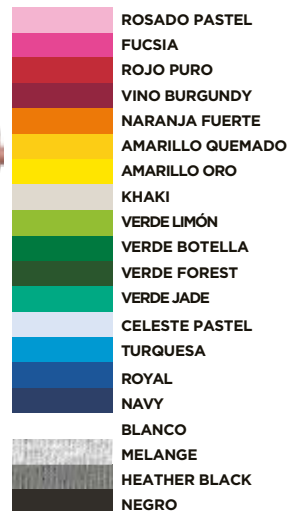 ROSADO PASTEL
FUCSIA
ROJO PURO
VINO BURGUNDY
NARANJA FUERTE
AMARILLO QUEMADO
AMARILLO ORO
KHAKI
VERDE LIMÓN
VERDE BOTELLA
VERDE FOREST
VERDE JADE
CELESTE PASTEL
TURQUESA
ROYAL
NAVY
BLANCO
MELANGE
HEATHER BLACK
NEGRO